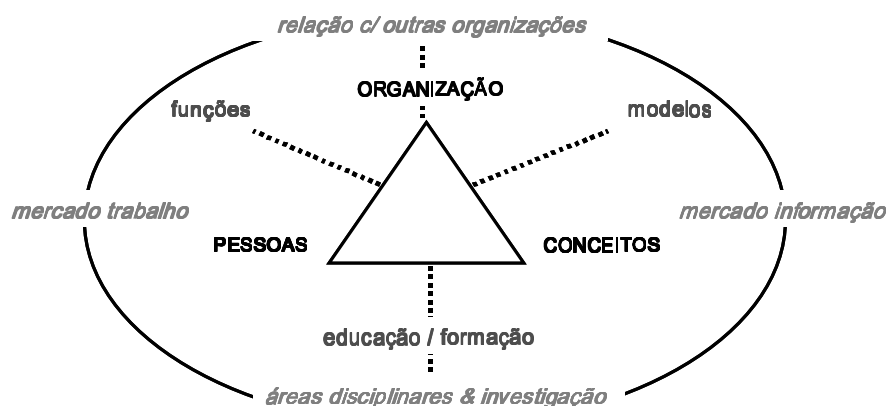 relação c/ outras organizações
ORGANIZAÇÃO
funções
modelos
mercado trabalho
mercado informação
PESSOAS
CONCEITOS
educação / formação
áreas disciplinares & investigação